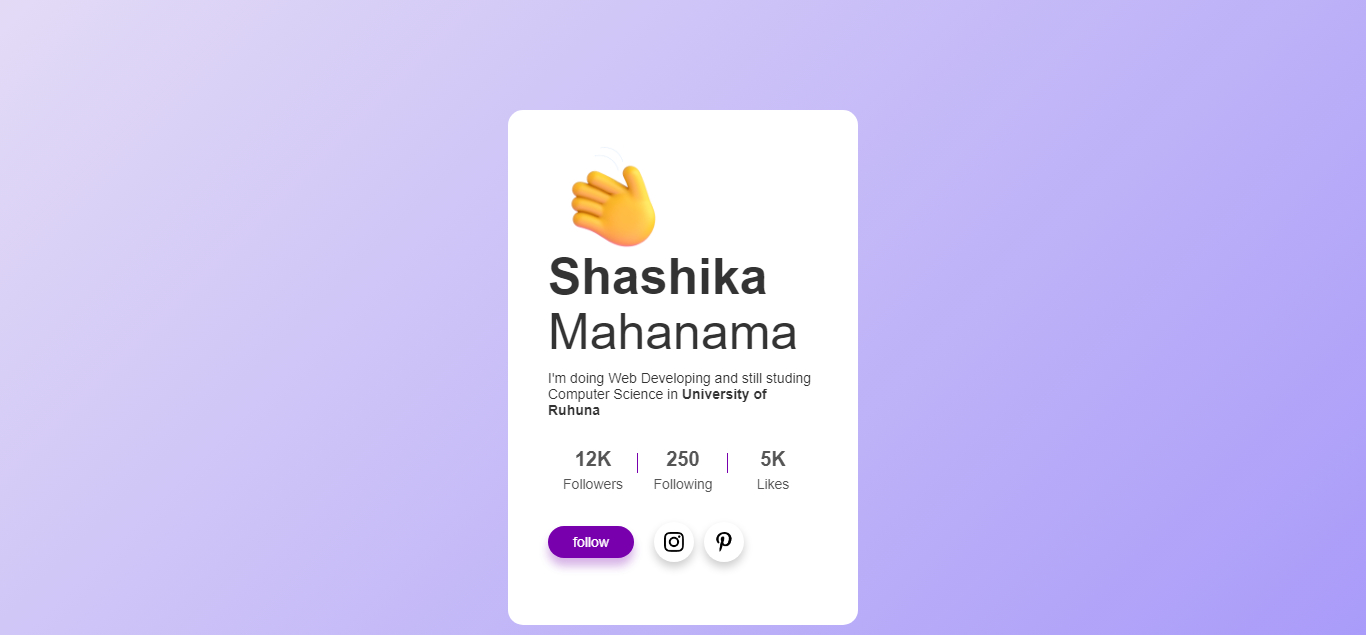 Shashika
Mahanama
I'm doing Web Developing and still studing
Computer Science in University of
Ruhuna
12K 250 5K
Followers Following Likes
follow